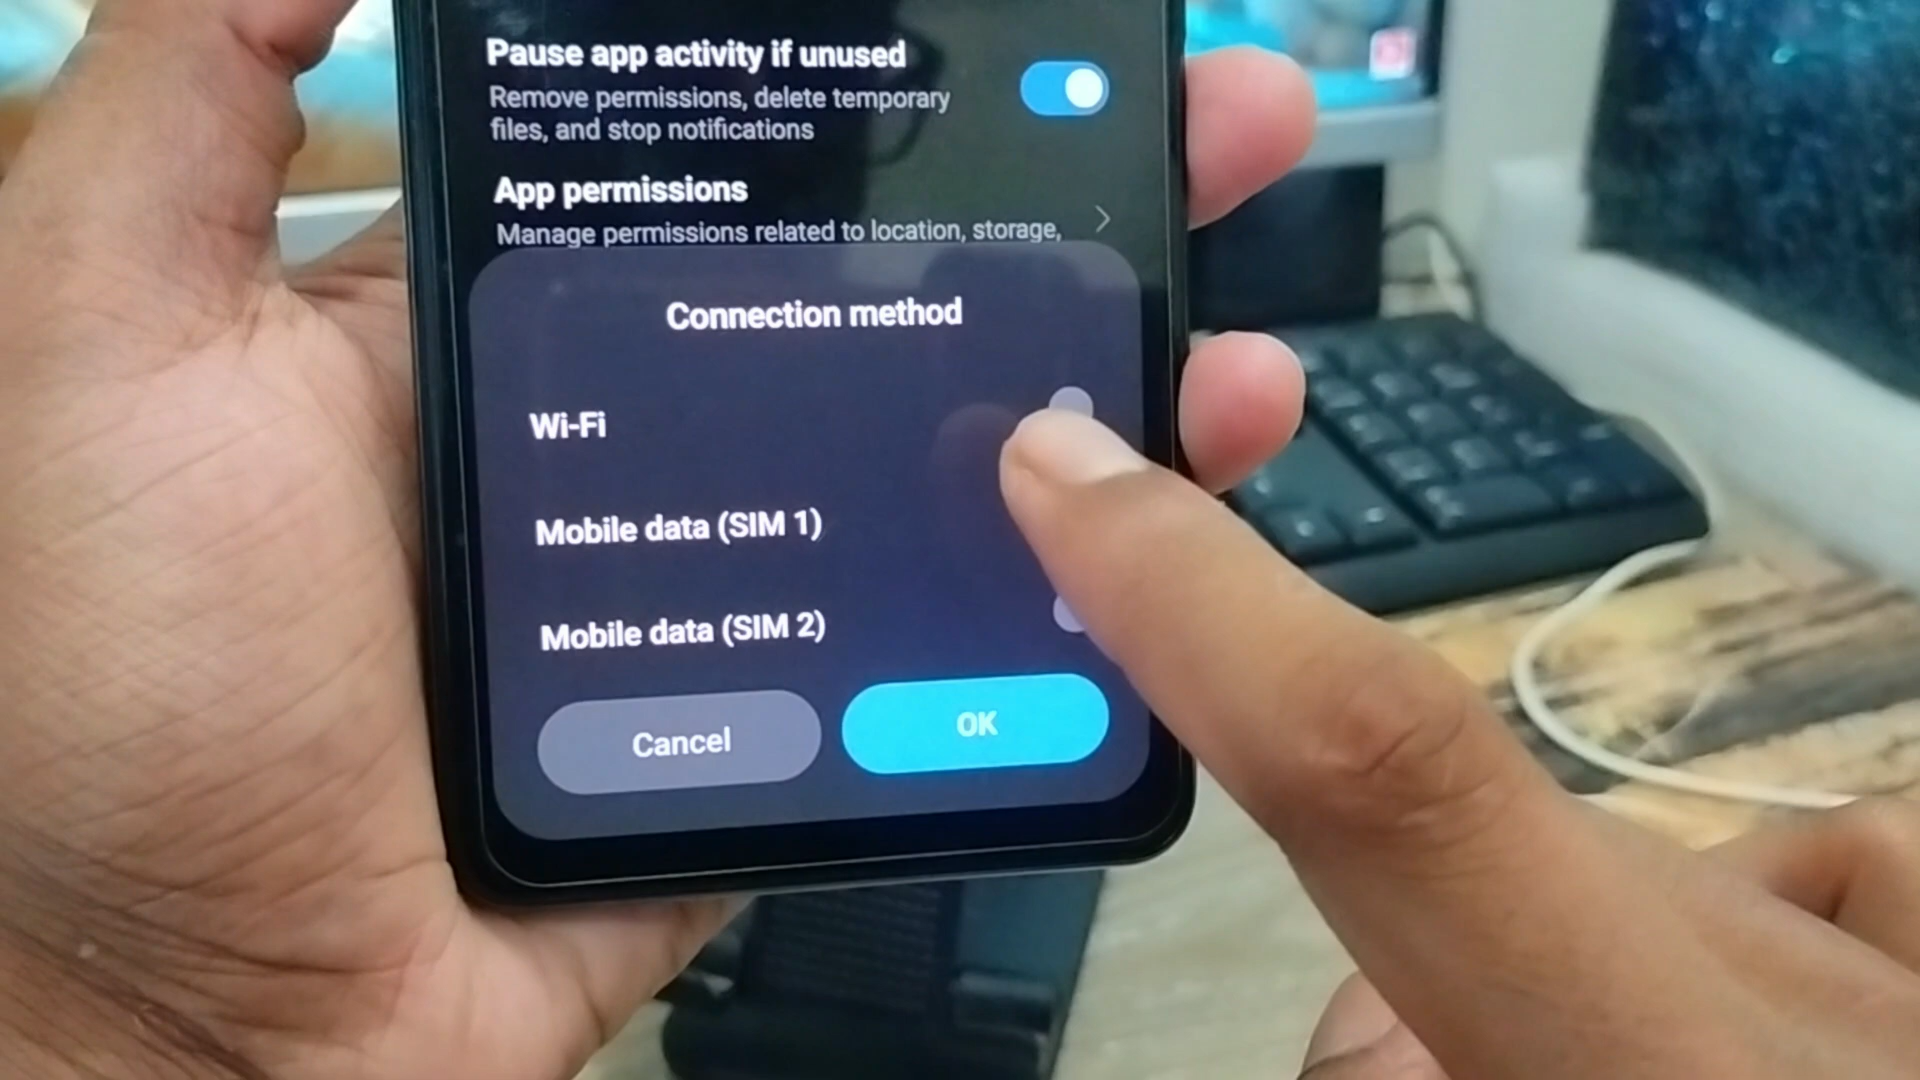 Pause app activity if unused
Remove permissions, delete temporary
files, and stop notifications
App permissions
Manage permissions related to location, storage,
Connection method
Wi-Fi
Mobile data (SIM 1)
Mobile data (SIM 2)
Cancel
OK